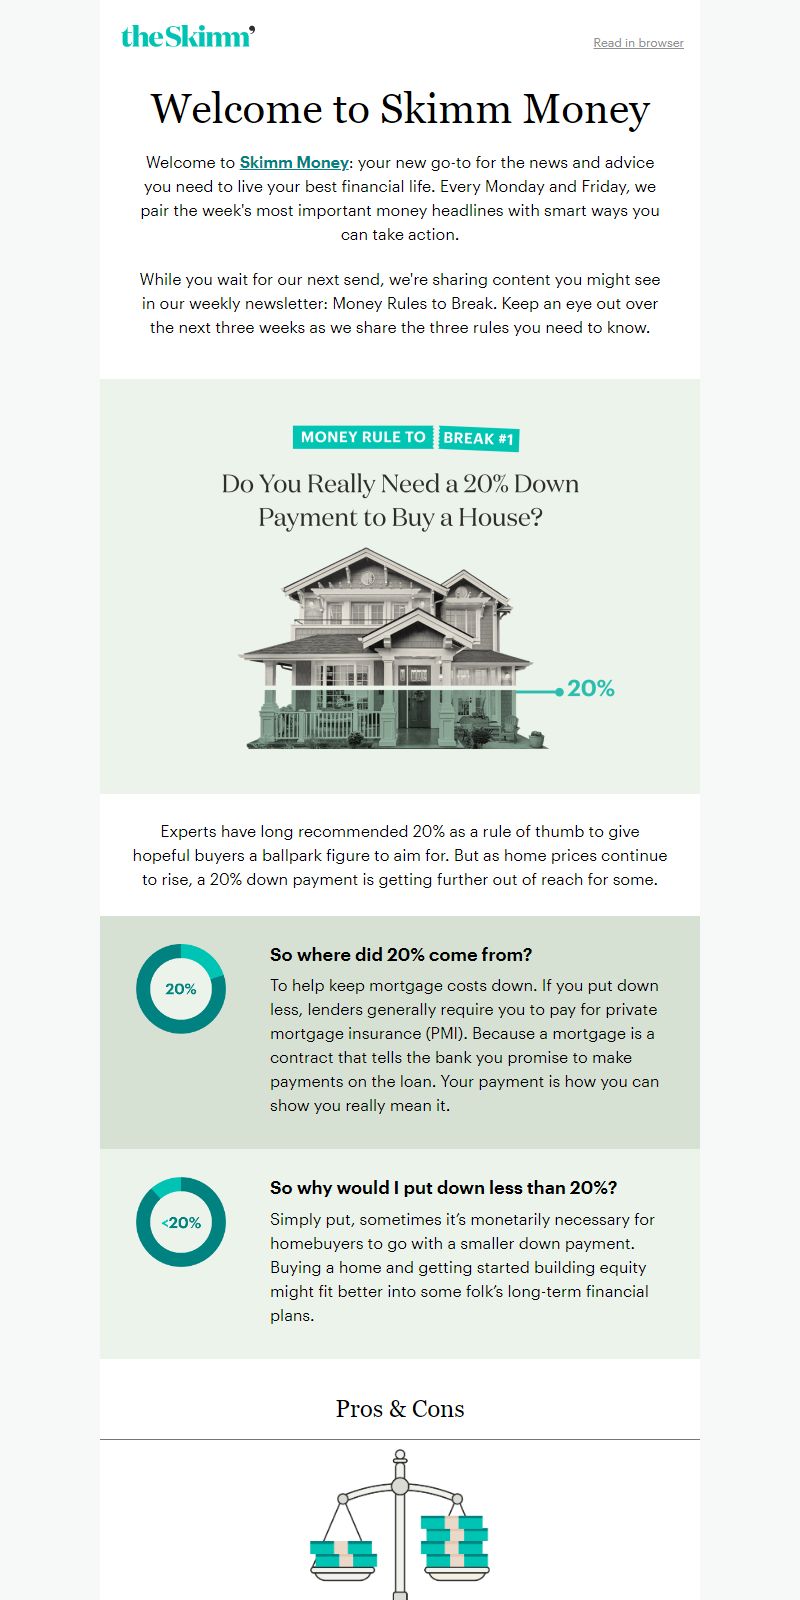 theSkimm'
Read in browser
Welcome to Skimm Money
Welcome to Skimm Money: your new go-to for the news and advice
you need to live your best financial life. Every Monday and Friday, we
pair the week's most important money headlines with smart ways you
can take action.
While you wait for our next send, we're sharing content you might see
in our weekly newsletter: Money Rules to Break. Keep an eye out over
the next three weeks as we share the three rules you need to know.
MONEY RULE TO BREAK #1
Do You Really Need a 20% Down
Payment to Buy a House?
20%
Experts have long recommended 20% as a rule of thumb to give
hopeful buyers a ballpark figure to aim for. But as home prices continue
to rise, a 20% down payment is getting further out of reach for some.
20%
So where did 20% come from?
To help keep mortgage costs down. If you put down
less, lenders generally require you to pay for private
mortgage insurance (PMI). Because a mortgage is a
contract that tells the bank you promise to make
payments on the loan. Your payment is how you can
show you really mean it.
<20%
So why would I put down less than 20%?
Simply put, sometimes it’s monetarily necessary for
homebuyers to go with a smaller down payment.
Buying a home and getting started building equity
might fit better into some folk’s long-term financial
plans.
Pros & Cons